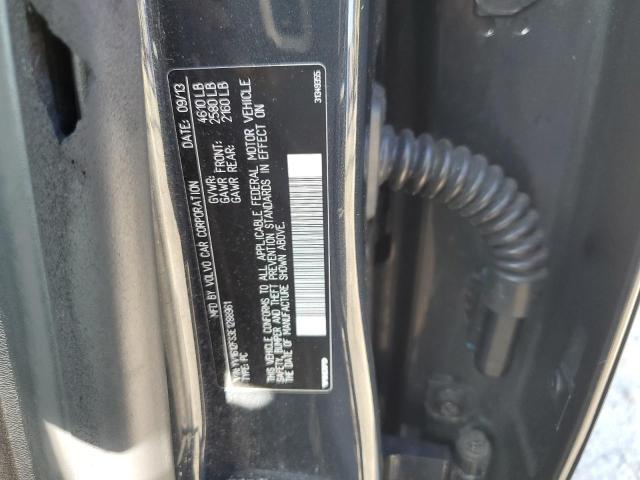 MFD BY VOLVO CAR CORPORATION DATE: 09/13
GVWR: 4610 LB
GAWR FRONT: 2580 LB
GAWR REAR: 2160 LB
THIS VEHICLE CONFORMS TO ALL APPLICABLE FEDERAL MOTOR VEHICLE
SAFETY, BUMPER AND THEFT PREVENTION STANDARDS IN EFFECT ON
THE DATE OF MANUFACTURE SHOWN ABOVE.
TYPE: PC
VOLVO 31349355